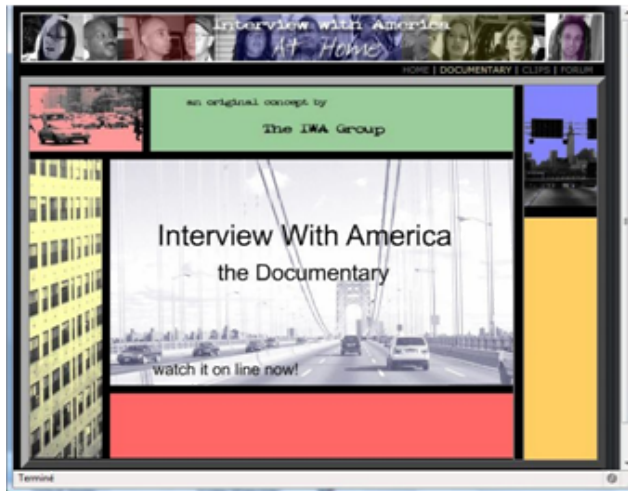 Interview with America
At Home
HOME | DOCUMENTARY | CLIPS | FORUM
an original concept by
The IWA Group
Interview With America
the Documentary
watch it on line now!
Terminé